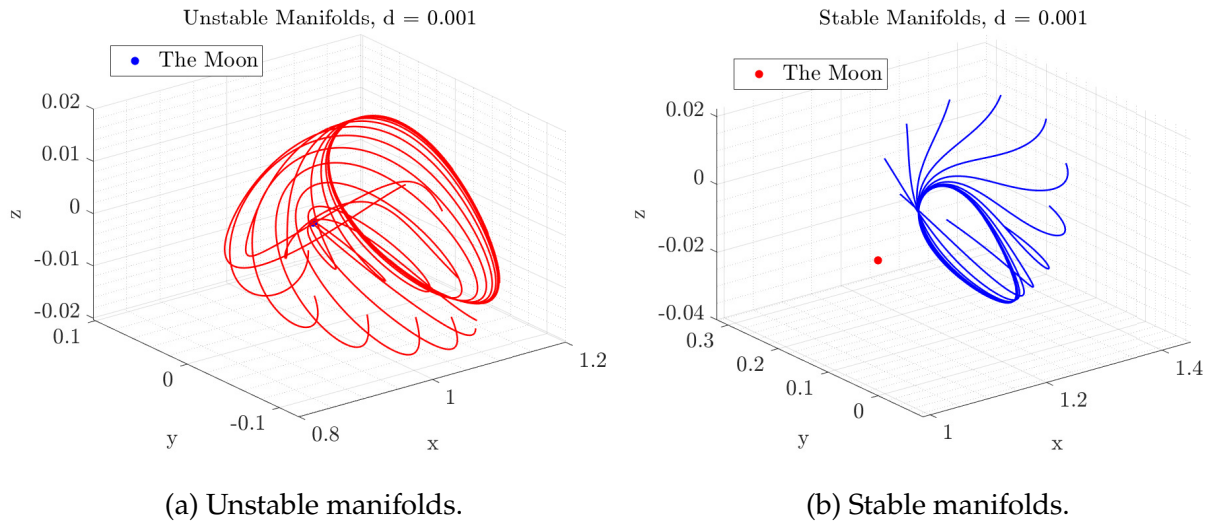 Unstable Manifolds, d = 0.001
The Moon
0.02
0.01
0
-0.01
-0.02
z
0.1
0
-0.1
y
0.8
1
1.2
x
(a) Unstable manifolds.
Stable Manifolds, d = 0.001
The Moon
0.02
0
-0.02
-0.04
z
0.3
0.2
0.1
0
y
1
1.2
1.4
x
(b) Stable manifolds.